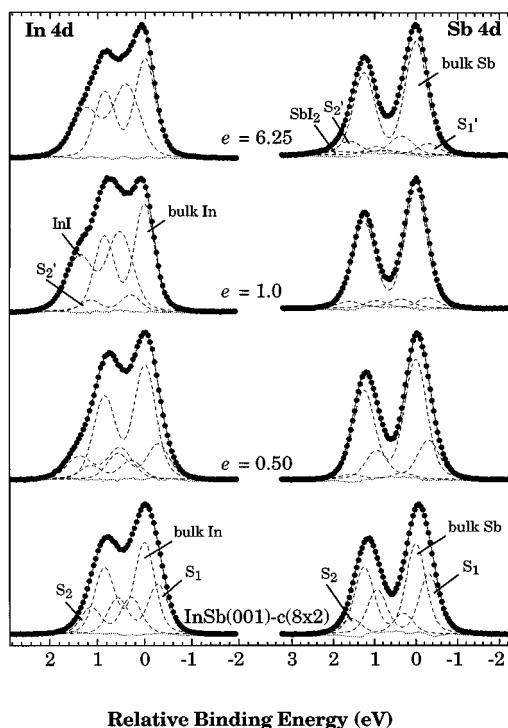 In 4d
Sb 4d
bulk Sb
S2'
SbI2
S1'
e = 6.25
InI
bulk In
S2'
e = 1.0
e = 0.50
bulk In
S2
S1
InSb(001)-c(8x2)
bulk Sb
S2
S1
2 1 0 -1 -2
3 2 1 0 -1 -2
Relative Binding Energy (eV)